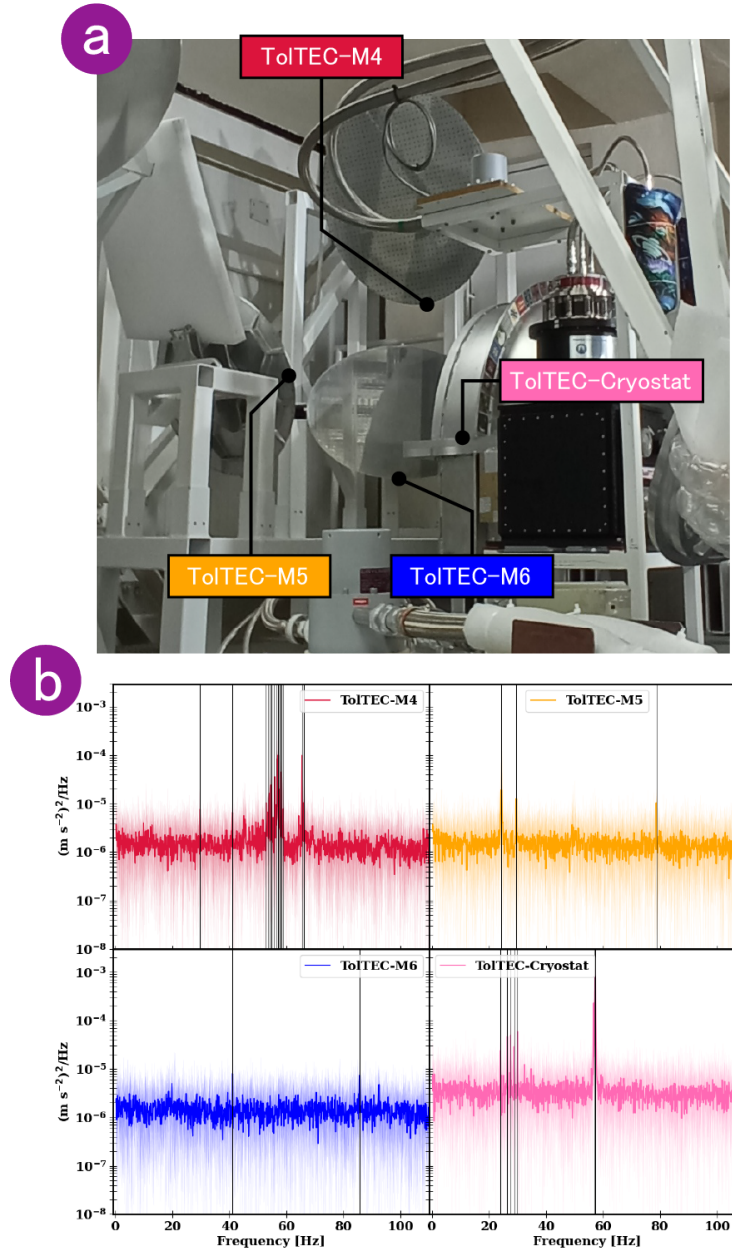 a
TolTEC-M4
TolTEC-Cryostat
TolTEC-M5
TolTEC-M6
b
TolTEC-M4
TolTEC-M5
10⁻³
10⁻⁴
10⁻⁵
10⁻⁶
10⁻⁷
10⁻⁸
(m s⁻²)²/Hz
TolTEC-M6
TolTEC-Cryostat
10⁻³
10⁻⁴
10⁻⁵
10⁻⁶
10⁻⁷
10⁻⁸
(m s⁻²)²/Hz
0 20 40 60 80 100
0 20 40 60 80 100
Frequency [Hz]
Frequency [Hz]